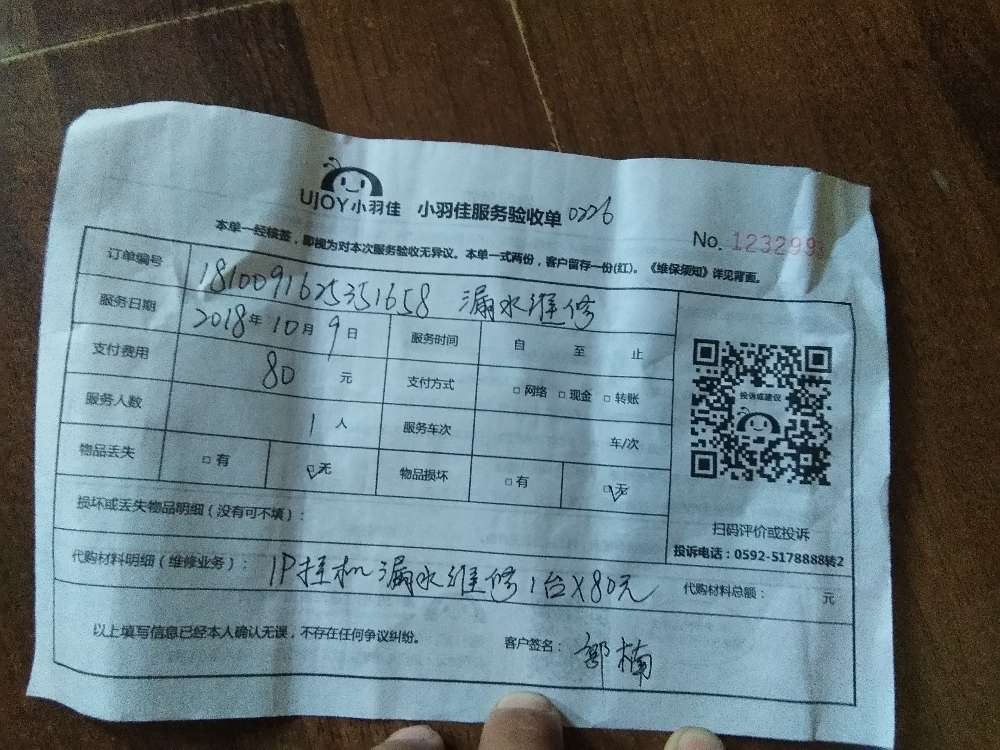 UJOY小羽佳 小羽佳服务验收单 0226
No. 123299
本单一经核签，即视为对本次服务验收无异议。本单一式两份，客户留存一份(红)。《维保须知》详见背面。
订单编号 1810091625351658 漏水维修
服务日期 2018年10月9日 服务时间 自 至 止
支付费用 80 元 支付方式 □网络 □现金 □转账
服务人数 1 人 服务车次 车/次
物品丢失 □有 ☑无 物品损坏 □有 ☑无
投诉或建议
扫码评价或投诉
投诉电话：0592-5178888转2
损坏或丢失物品明细（没有可不填）：
代购材料明细（维修业务）： 1P挂机漏水维修1台X80元 代购材料总额： 元
以上填写信息已经本人确认无误，不存在任何争议纠纷。 客户签名： 郭楠